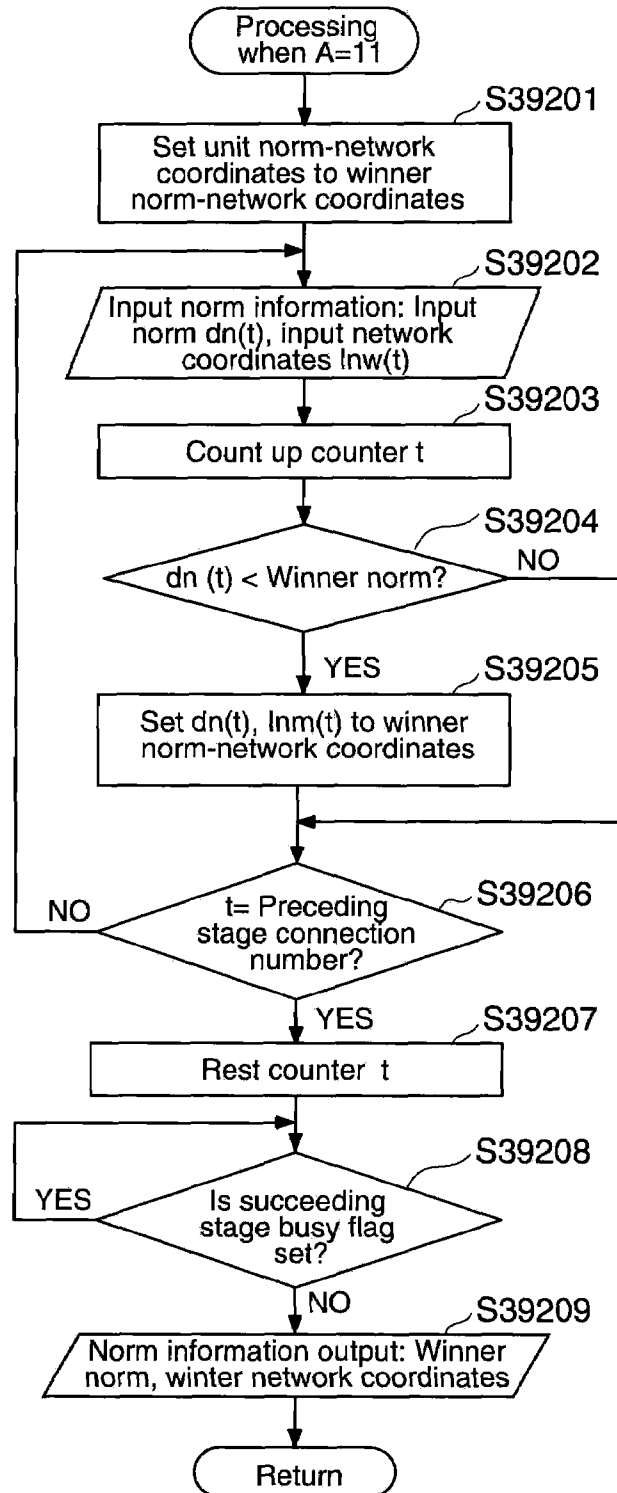 Processing
when A=11
S39201
Set unit norm-network
coordinates to winner
norm-network coordinates
S39202
Input norm information: Input
norm dn(t), input network
coordinates lnw(t)
S39203
Count up counter t
S39204
dn (t) < Winner norm?
NO
YES
S39205
Set dn(t), lnm(t) to winner
norm-network coordinates
S39206
t= Preceding
stage connection
number?
NO
YES
S39207
Rest counter t
S39208
Is succeeding
stage busy flag
set?
YES
NO
S39209
Norm information output: Winner
norm, winter network coordinates
Return